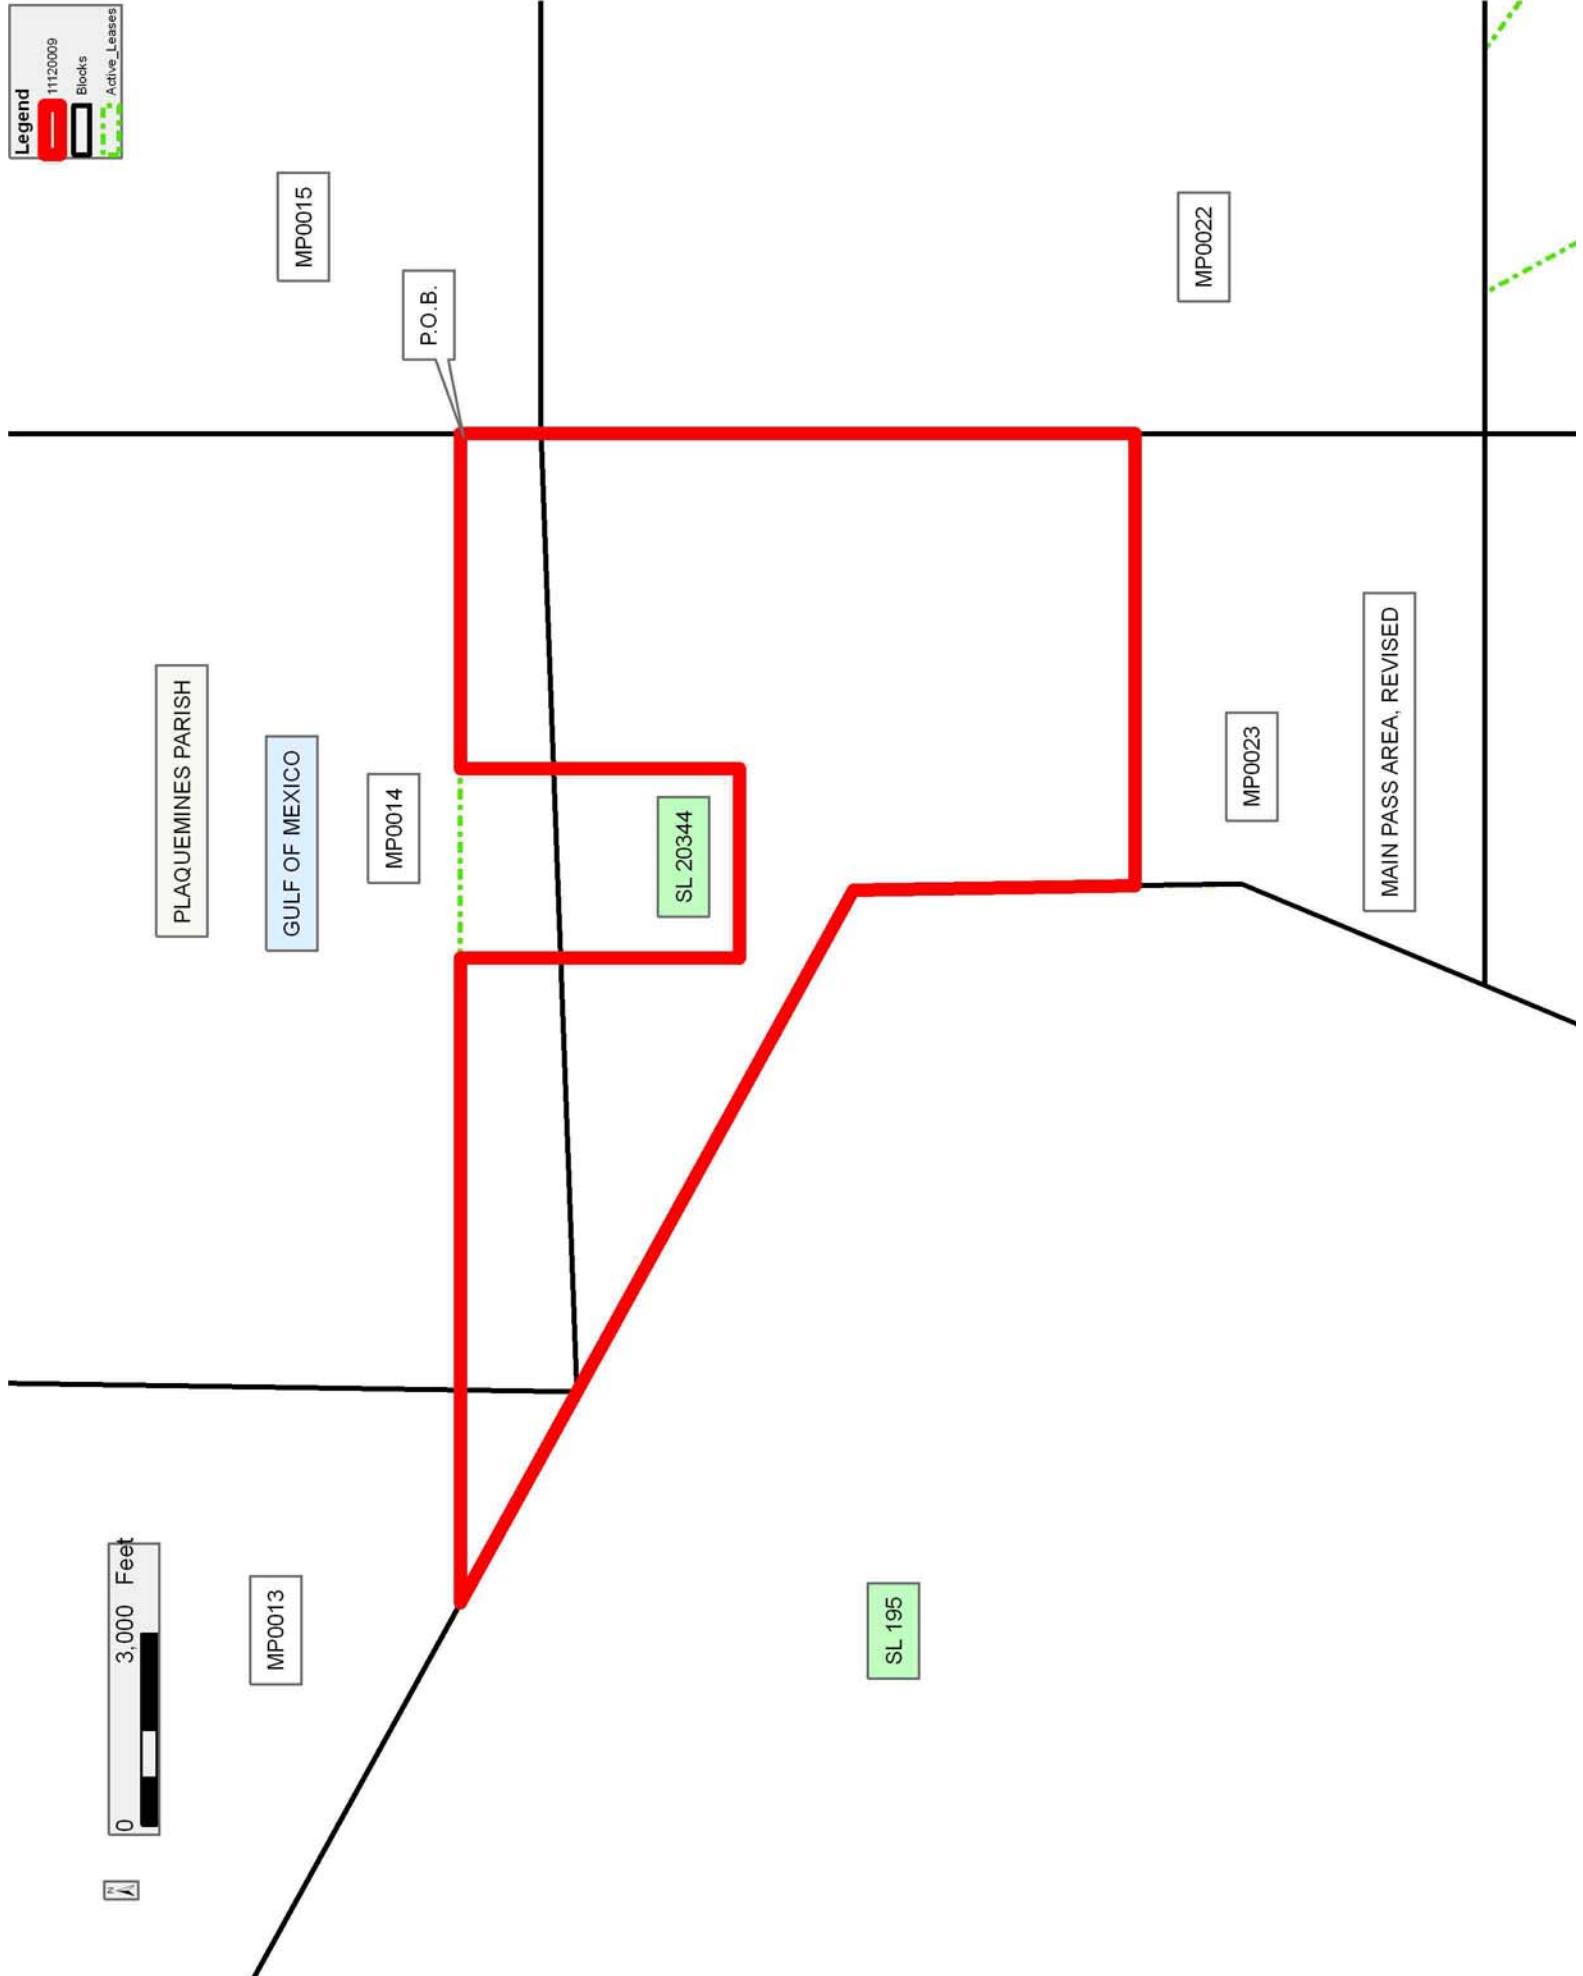 N
0 3,000 Feet
PLAQUEMINES PARISH
GULF OF MEXICO
MP0013
MP0014
MP0015
P.O.B.
Legend
11120009
Blocks
Active_Leases
SL 20344
SL 195
MP0023
MP0022
MAIN PASS AREA, REVISED